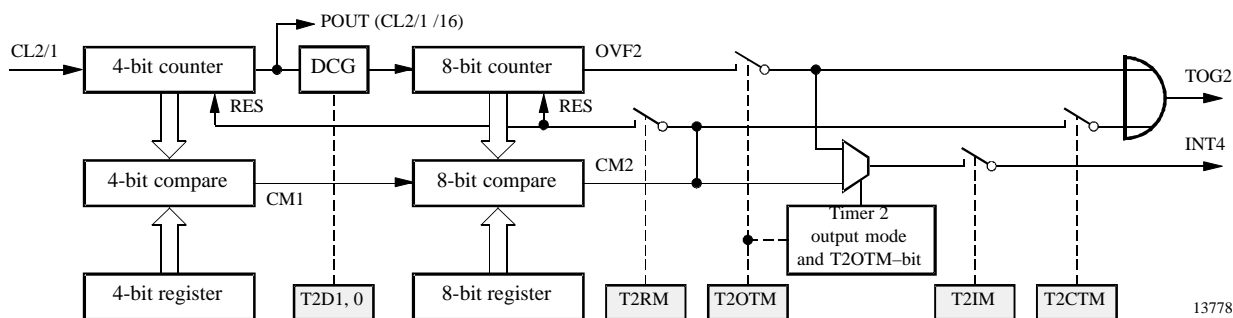 POUT (CL2/1 /16)
CL2/1
4-bit counter
DCG
8-bit counter
OVF2
TOG2
RES
RES
INT4
4-bit compare
CM1
8-bit compare
CM2
Timer 2
output mode
and T2OTM–bit
4-bit register
T2D1, 0
8-bit register
T2RM
T2OTM
T2IM
T2CTM
13778